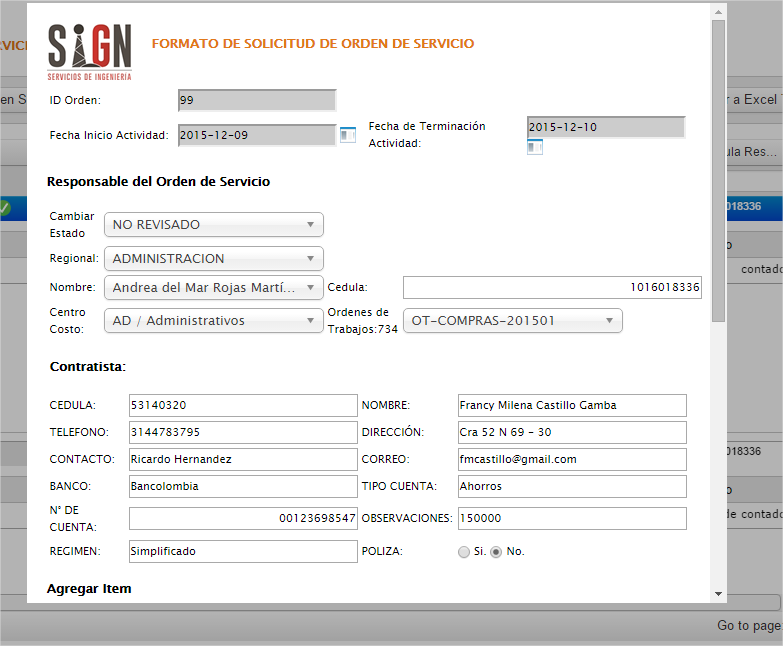 SIGN
SERVICIOS DE INGENIERIA
FORMATO DE SOLICITUD DE ORDEN DE SERVICIO
ID Orden: 99
Fecha Inicio Actividad: 2015-12-09
Fecha de Terminación Actividad: 2015-12-10
Responsable del Orden de Servicio
Cambiar Estado NO REVISADO
Regional: ADMINISTRACION
Nombre: Andrea del Mar Rojas Martí... Cedula: 1016018336
Centro Costo: AD / Administrativos Ordenes de Trabajos:734 OT-COMPRAS-201501
Contratista:
CEDULA: 53140320 NOMBRE: Francy Milena Castillo Gamba
TELEFONO: 3144783795 DIRECCIÓN: Cra 52 N 69 - 30
CONTACTO: Ricardo Hernandez CORREO: fmcastillo@gmail.com
BANCO: Bancolombia TIPO CUENTA: Ahorros
N° DE CUENTA: 00123698547 OBSERVACIONES: 150000
REGIMEN: Simplificado POLIZA: Si. No.
Agregar Item
r a Excel
ula Res...
018336
contado
018336
de contado
Go to page